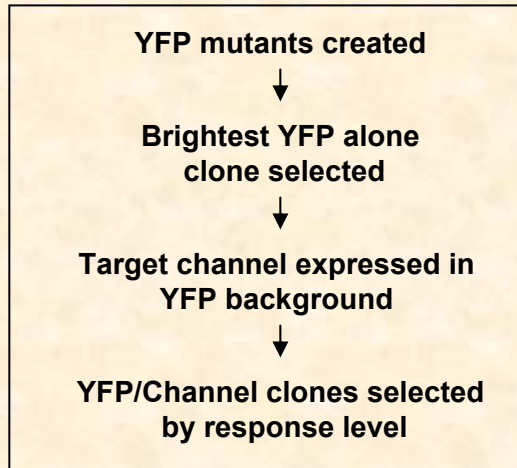 YFP mutants created
Brightest YFP alone
clone selected
Target channel expressed in
YFP background
YFP/Channel clones selected
by response level